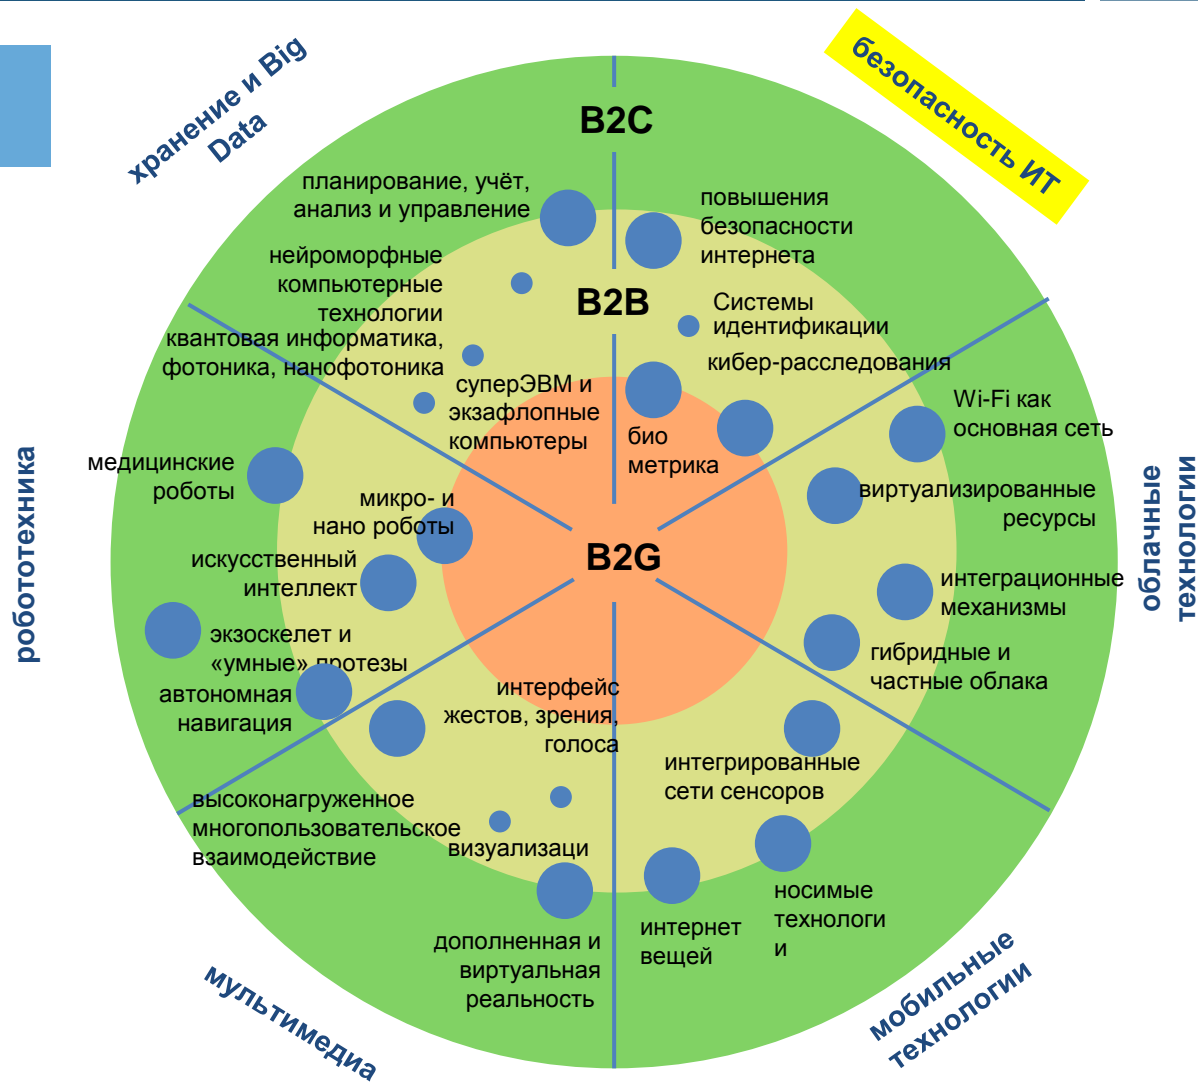 хранение и Big
Data
безопасность ИТ
B2C
планирование, учёт,
анализ и управление
повышения
безопасности
интернета
нейроморфные
компьютерные
технологии
B2B
Системы
идентификации
квантовая информатика,
фотоника, нанофотоника
кибер-расследования
суперЭВМ и
экзафлопные
компьютеры
био
метрика
Wi-Fi как
основная сеть
робототехника
медицинские
роботы
микро- и
нано роботы
виртуализированные
ресурсы
облачные
технологии
B2G
искусственный
интеллект
интеграционные
механизмы
экзоскелет и
«умные» протезы
гибридные и
частные облака
автономная
навигация
интерфейс
жестов, зрения,
голоса
интегрированные
сети сенсоров
высоконагруженное
многопользовательское
взаимодействие
визуализаци
носимые
технологи
и
интернет
вещей
дополненная и
виртуальная
реальность
мультимедиа
мобильные
технологии